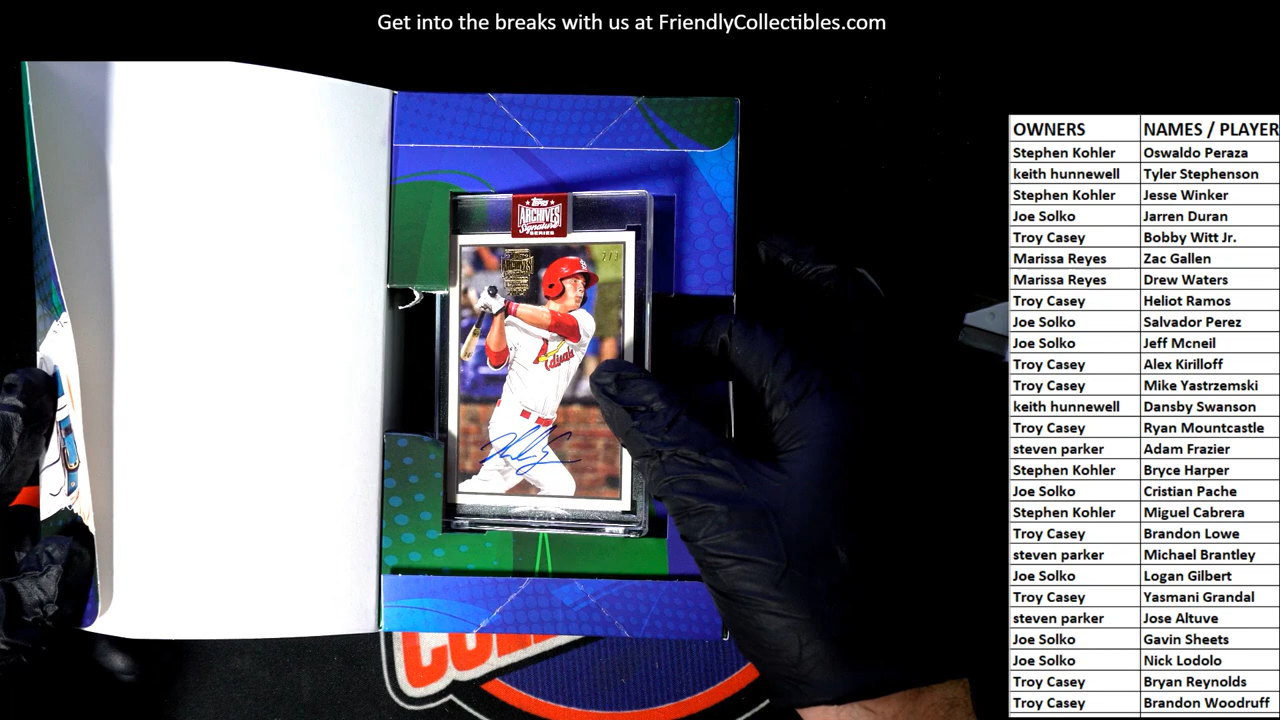 Get into the breaks with us at FriendlyCollectibles.com
OWNERS NAMES / PLAYER
Stephen Kohler Oswaldo Peraza
keith hunnewell Tyler Stephenson
Stephen Kohler Jesse Winker
Joe Solko Jarren Duran
Troy Casey Bobby Witt Jr.
Marissa Reyes Zac Gallen
Marissa Reyes Drew Waters
Troy Casey Heliot Ramos
Joe Solko Salvador Perez
Joe Solko Jeff Mcneil
Troy Casey Alex Kirilloff
Troy Casey Mike Yastrzemski
keith hunnewell Dansby Swanson
Troy Casey Ryan Mountcastle
steven parker Adam Frazier
Stephen Kohler Bryce Harper
Joe Solko Cristian Pache
Stephen Kohler Miguel Cabrera
Troy Casey Brandon Lowe
steven parker Michael Brantley
Joe Solko Logan Gilbert
Troy Casey Yasmani Grandal
steven parker Jose Altuve
Joe Solko Gavin Sheets
Joe Solko Nick Lodolo
Troy Casey Bryan Reynolds
Troy Casey Brandon Woodruff
Topps
ARCHIVES
Signature
SERIES
Cardinals